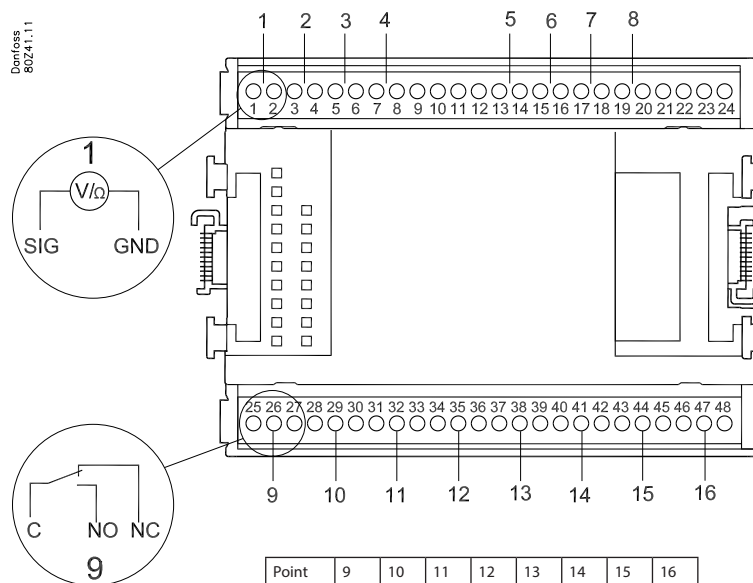 Danfoss
80Z41.11
1 2 3 4 5 6 7 8
1 2 3 4 5 6 7 8 9 10 11 12 13 14 15 16 17 18 19 20 21 22 23 24
1
V/Ω
SIG GND
25 26 27 28 29 30 31 32 33 34 35 36 37 38 39 40 41 42 43 44 45 46 47 48
9 10 11 12 13 14 15 16
C NO NC
9
Point 9 10 11 12 13 14 15 16